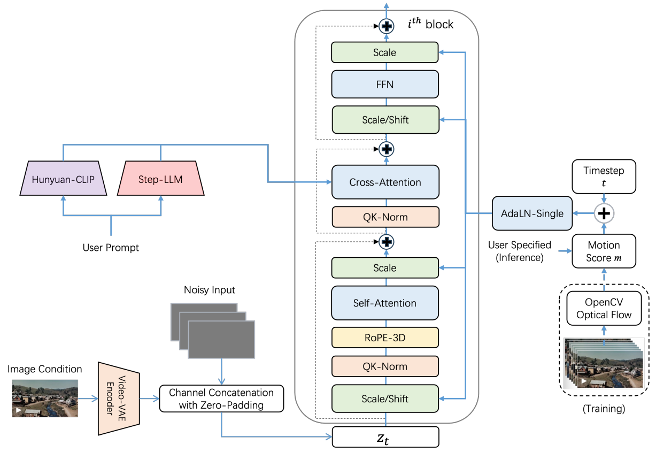 i^th block
Scale
FFN
Scale/Shift
Hunyuan-CLIP
Step-LLM
Cross-Attention
QK-Norm
User Prompt
Timestep
t
AdaLN-Single
User Specified
(Inference)
Motion
Score m
Scale
Self-Attention
RoPE-3D
QK-Norm
Scale/Shift
z_t
OpenCV
Optical Flow
(Training)
Noisy Input
Image Condition
Video-VAE
Encoder
Channel Concatenation
with Zero-Padding